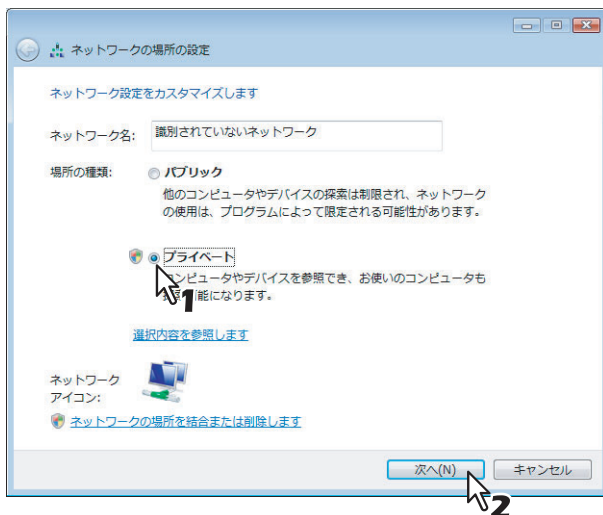 ネットワークの場所の設定
ネットワーク設定をカスタマイズします
ネットワーク名: 識別されていないネットワーク
場所の種類: パブリック
他のコンピュータやデバイスの探索は制限され、ネットワーク
の使用は、プログラムによって限定される可能性があります。
プライベート
コンピュータやデバイスを参照でき、お使いのコンピュータも
能になります。
1
選択内容を参照します
ネットワーク
アイコン:
ネットワークの場所を結合または削除します
次へ(N) キャンセル
2